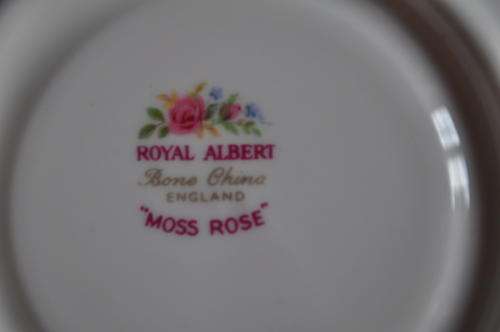 ROYAL ALBERT
Bone China
ENGLAND
"MOSS ROSE"